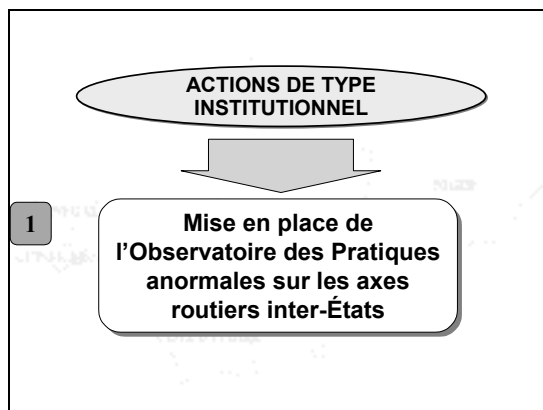 ACTIONS DE TYPE
INSTITUTIONNEL
1
Mise en place de
l’Observatoire des Pratiques
anormales sur les axes
routiers inter-États